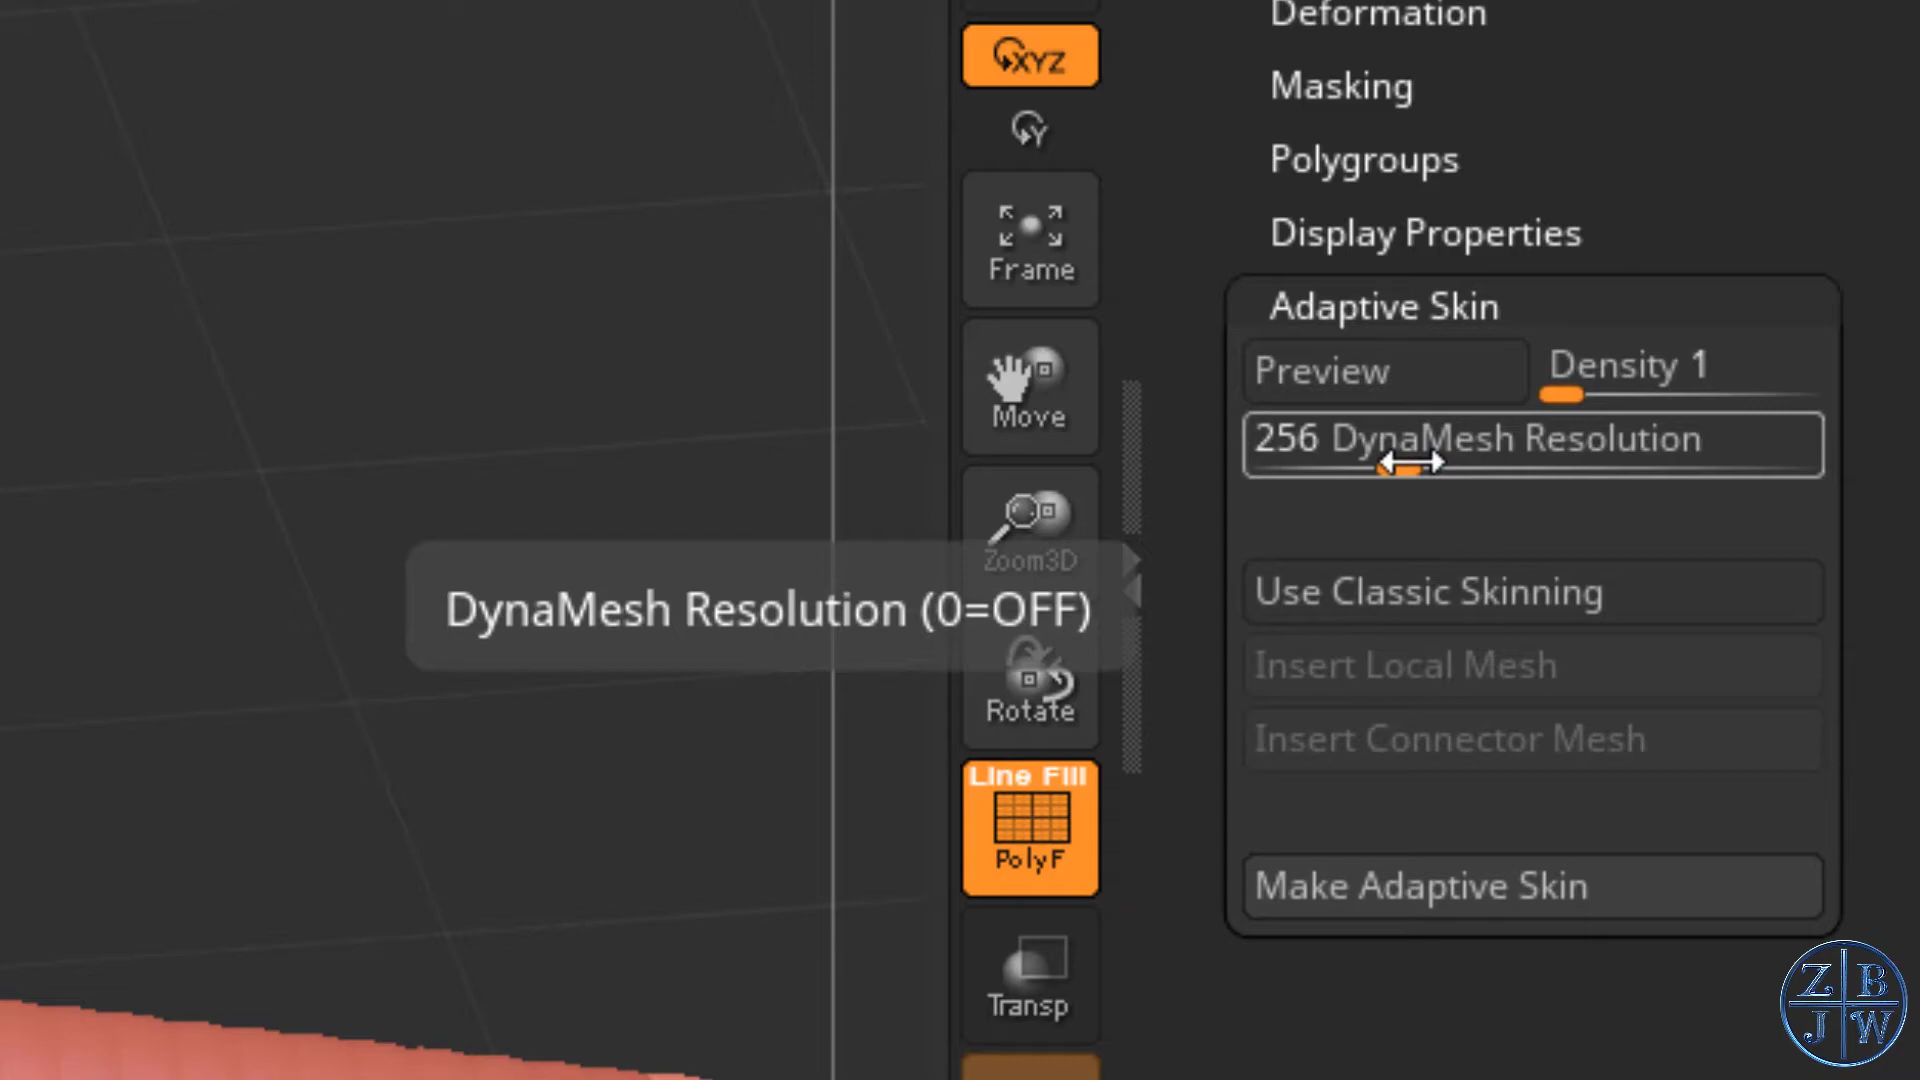 XYZ
Y
Frame
Move
Zoom3D
Rotate
Line Fill
PolyF
Transp
DynaMesh Resolution (0=OFF)
Deformation
Masking
Polygroups
Display Properties
Adaptive Skin
Preview
Density 1
256 DynaMesh Resolution
Use Classic Skinning
Insert Local Mesh
Insert Connector Mesh
Make Adaptive Skin
Z B
J W